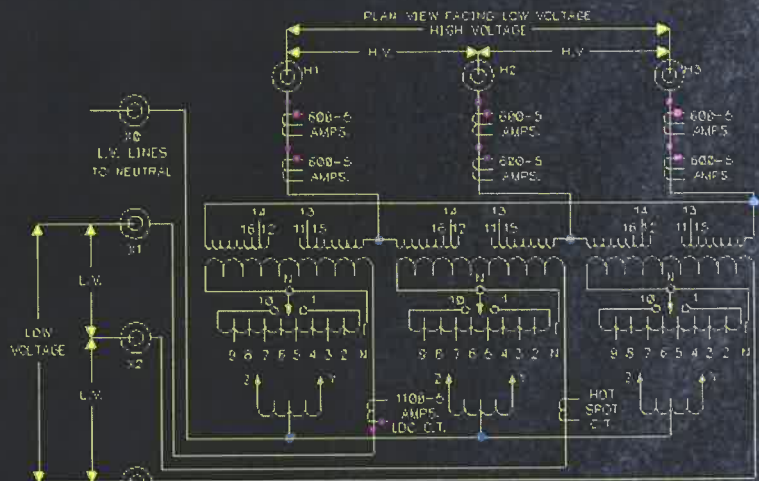 PLAN VIEW FACING LOW VOLTAGE
HIGH VOLTAGE
H.V. H.V.
H1 H2 H3
X0
L.V. LINES
TO NEUTRAL
600-5
AMPS.
600-5
AMPS.
600-5
AMPS.
600-5
AMPS.
600-5
AMPS.
600-5
AMPS.
X1
14 13 14 13 14 13
16 12 11 15 16 12 11 15 16 12 11 15
L.V.
N N N
10 1 10 1 10 1
LOW
VOLTAGE
X2
9 8 7 6 5 4 3 2 N 9 8 7 6 5 4 3 2 N 9 8 7 6 5 4 3 2 N
L.V.
Z Y Z Y Z Y
1100-5
AMPS.
LDC C.T.
HOT
SPOT
C.T.